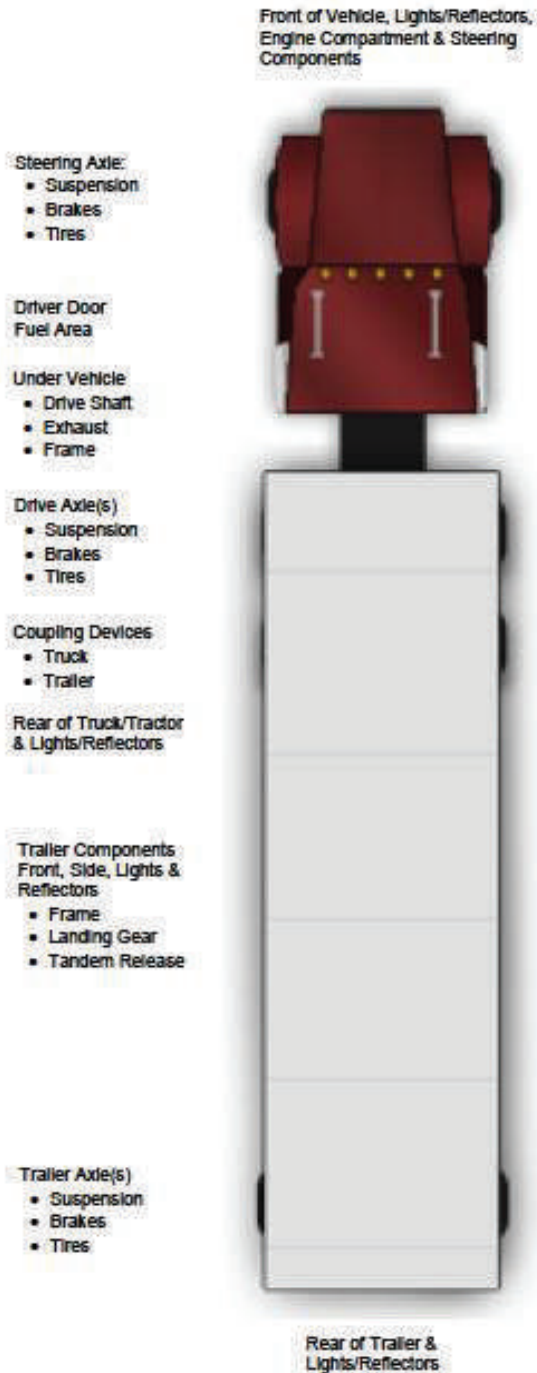 Front of Vehicle, Lights/Reflectors,
Engine Compartment & Steering
Components
Steering Axle:
• Suspension
• Brakes
• Tires
Driver Door
Fuel Area
Under Vehicle
• Drive Shaft
• Exhaust
• Frame
Drive Axle(s)
• Suspension
• Brakes
• Tires
Coupling Devices
• Truck
• Trailer
Rear of Truck/Tractor
& Lights/Reflectors
Trailer Components
Front, Side, Lights &
Reflectors
• Frame
• Landing Gear
• Tandem Release
Trailer Axle(s)
• Suspension
• Brakes
• Tires
Rear of Trailer &
Lights/Reflectors